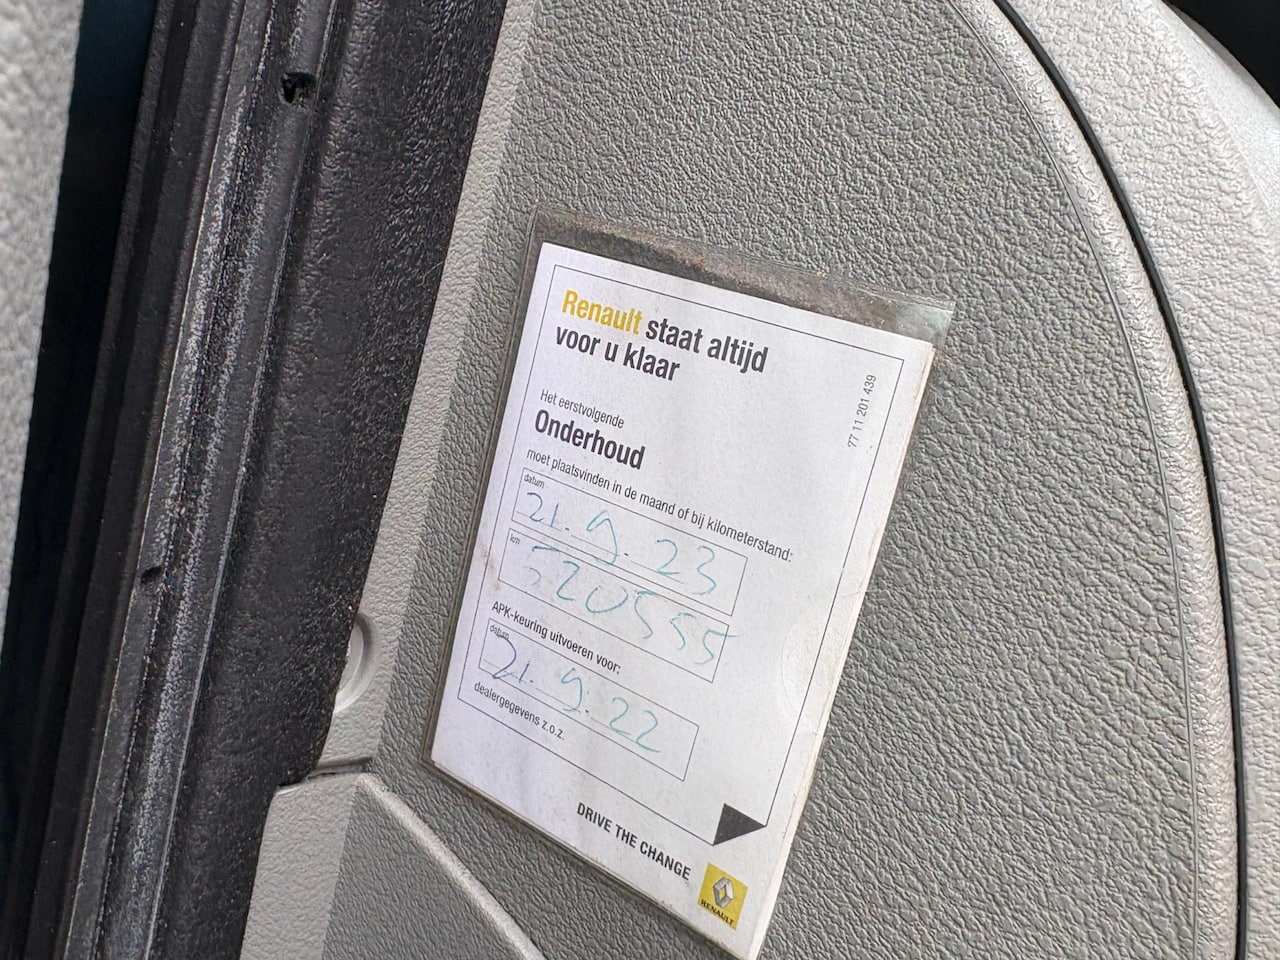 Renault staat altijd
voor u klaar
77 11 201 439
Het eerstvolgende
Onderhoud
moet plaatsvinden in de maand of bij kilometerstand:
datum
21.9.23
km
520555
APK-keuring uitvoeren voor:
datum
21.9.22
dealergegevens z.o.z.
DRIVE THE CHANGE
RENAULT